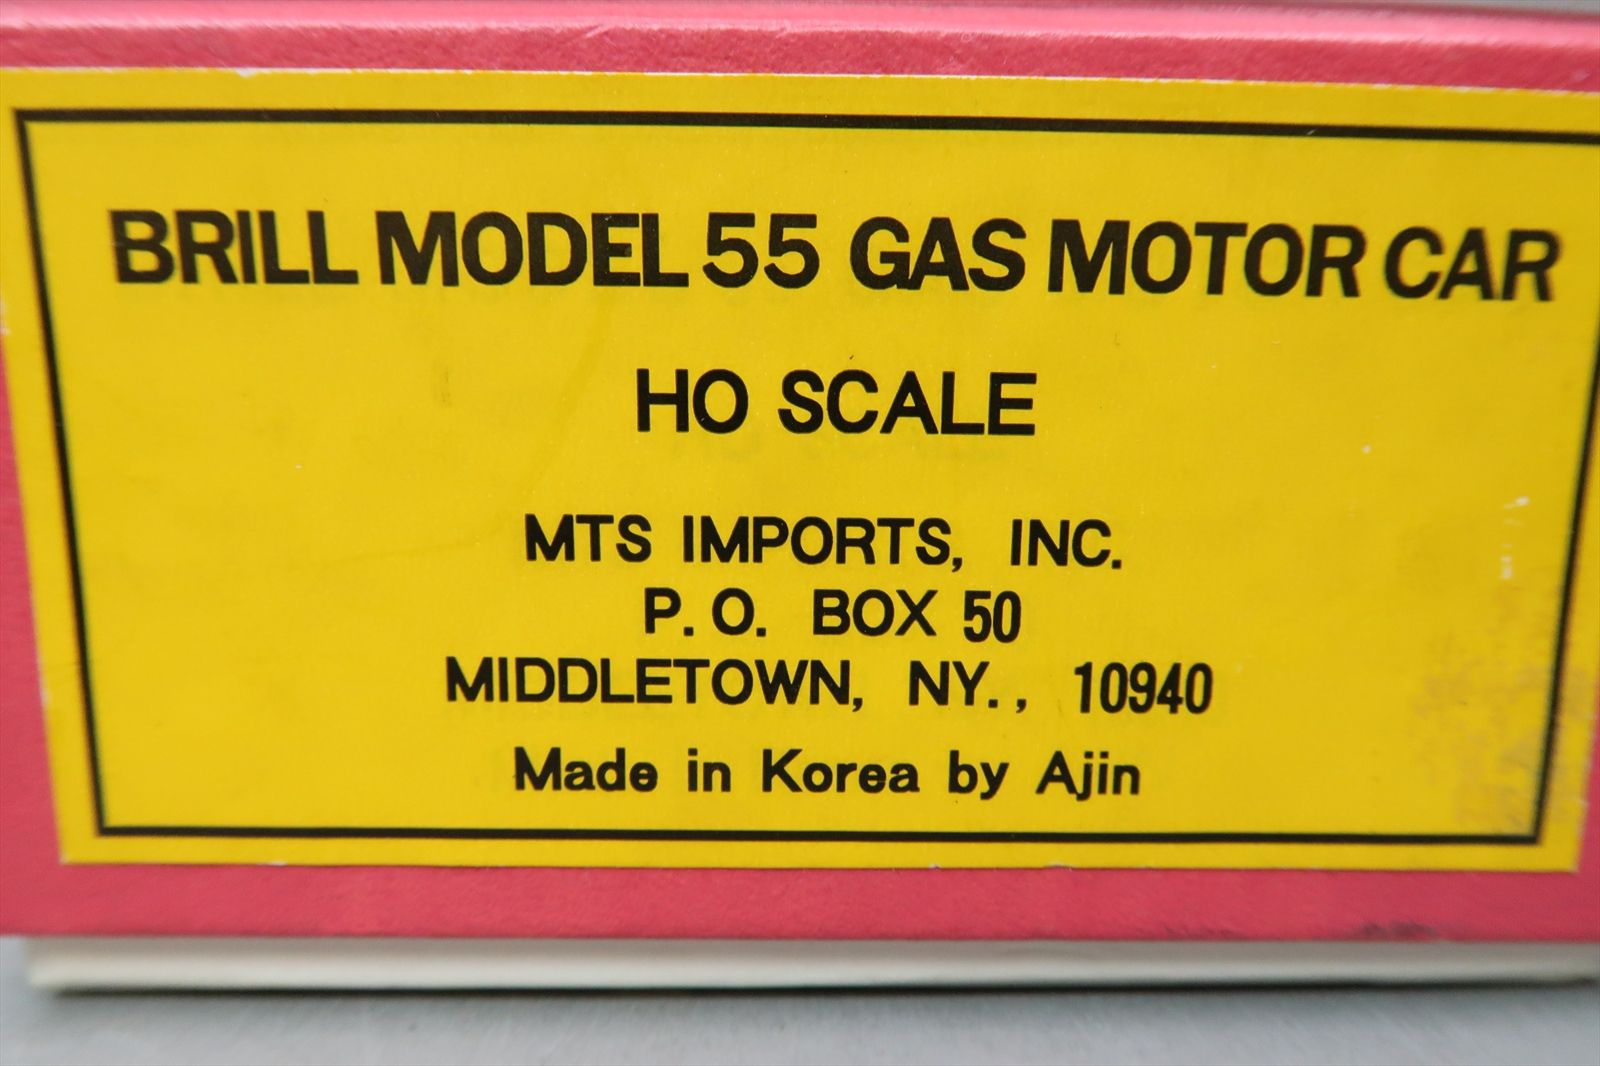 BRILL MODEL 55 GAS MOTOR CAR
HO SCALE
MTS IMPORTS, INC.
P. O. BOX 50
MIDDLETOWN, NY., 10940
Made in Korea by Ajin